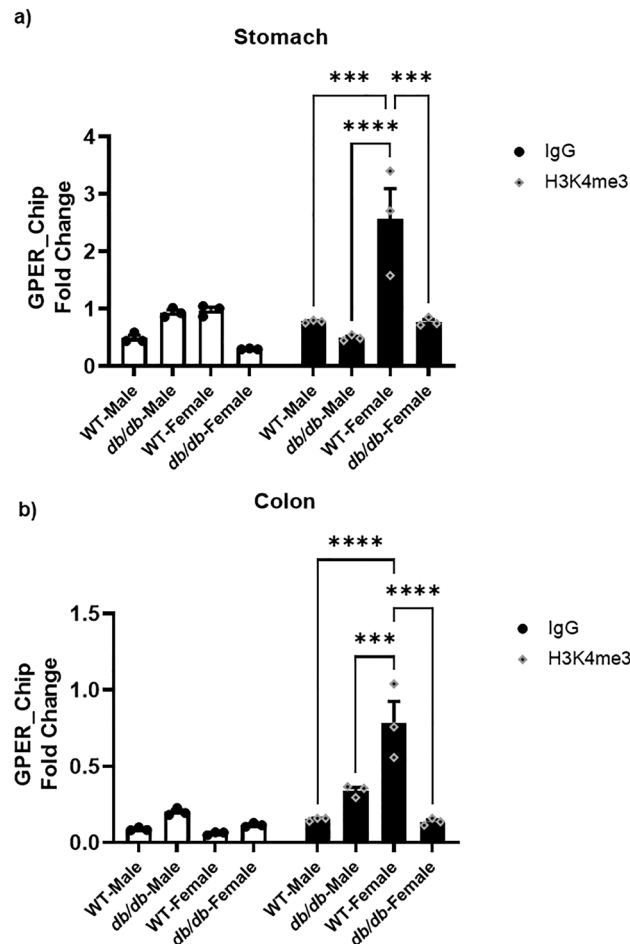 a)
Stomach
*** ***
****
GPER_Chip
Fold Change
4
3
2
1
0
IgG
H3K4me3
WT-Male
db/db-Male
WT-Female
db/db-Female
WT-Male
db/db-Male
WT-Female
db/db-Female
b)
Colon
****
****
***
GPER_Chip
Fold Change
1.5
1.0
0.5
0.0
IgG
H3K4me3
WT-Male
db/db-Male
WT-Female
db/db-Female
WT-Male
db/db-Male
WT-Female
db/db-Female